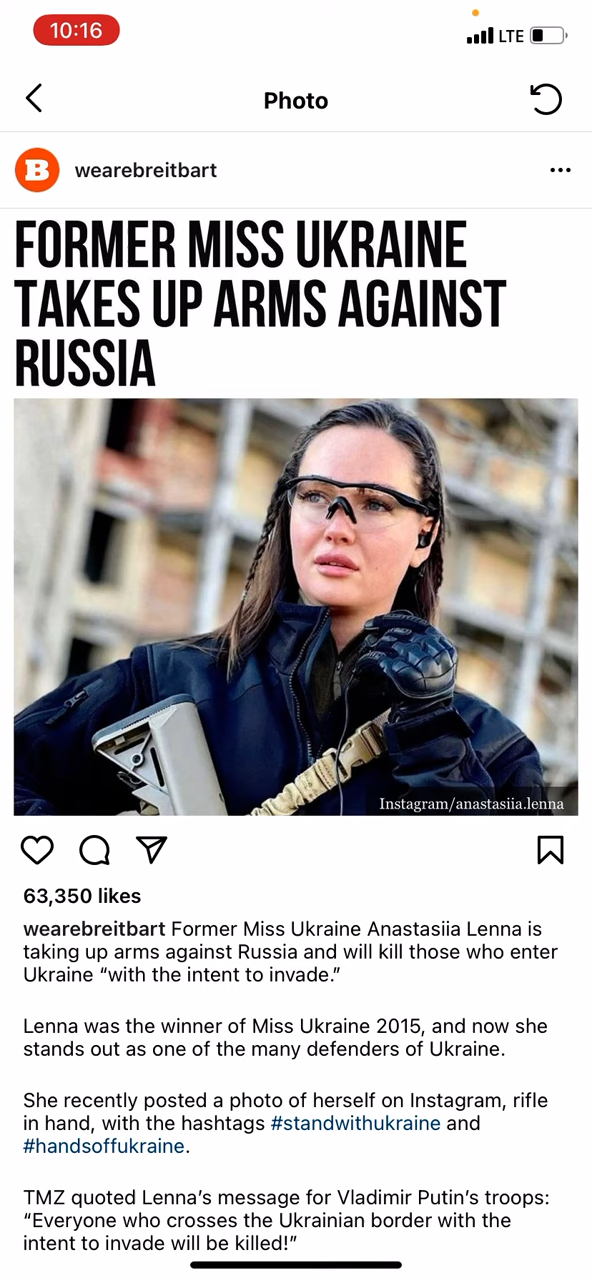 10:16
LTE
Photo
B
wearebreitbart
FORMER MISS UKRAINE
TAKES UP ARMS AGAINST
RUSSIA
Instagram/anastasiia.lenna
63,350 likes
wearebreitbart Former Miss Ukraine Anastasiia Lenna is
taking up arms against Russia and will kill those who enter
Ukraine “with the intent to invade.”
Lenna was the winner of Miss Ukraine 2015, and now she
stands out as one of the many defenders of Ukraine.
She recently posted a photo of herself on Instagram, rifle
in hand, with the hashtags #standwithukraine and
#handsoffukraine.
TMZ quoted Lenna’s message for Vladimir Putin’s troops:
“Everyone who crosses the Ukrainian border with the
intent to invade will be killed!”